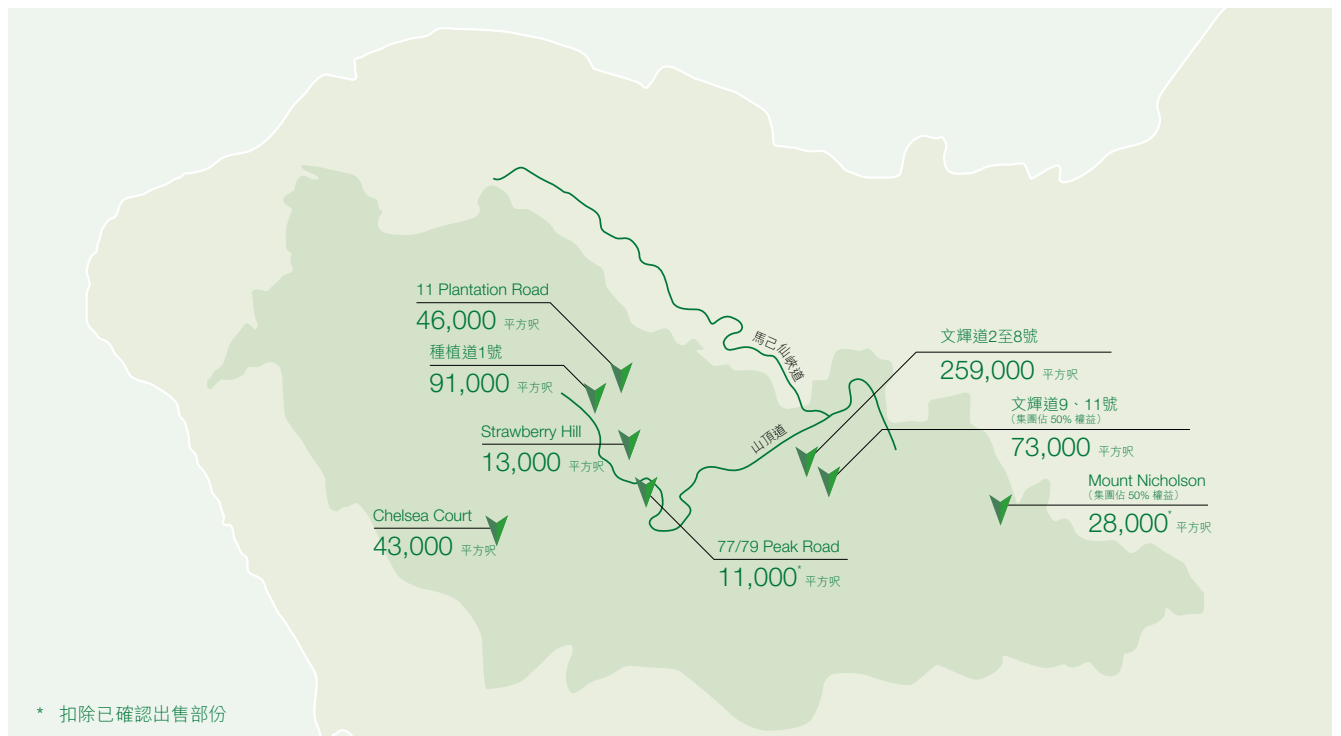 11 Plantation Road
46,000 平方呎
種植道1號
91,000 平方呎
Strawberry Hill
13,000 平方呎
Chelsea Court
43,000 平方呎
77/79 Peak Road
11,000* 平方呎
馬己仙峽道
山頂道
文輝道2至8號
259,000 平方呎
文輝道9、11號
(集團佔 50% 權益)
73,000 平方呎
Mount Nicholson
(集團佔 50% 權益)
28,000* 平方呎
* 扣除已確認出售部份